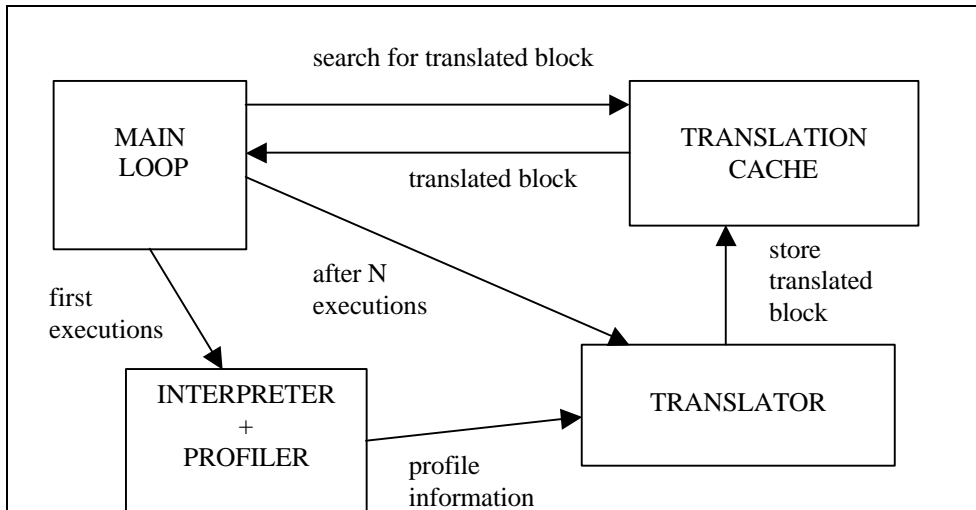 search for translated block
MAIN
LOOP
TRANSLATION
CACHE
translated block
after N
executions
store
translated
block
first
executions
INTERPRETER
+
PROFILER
TRANSLATOR
profile
information